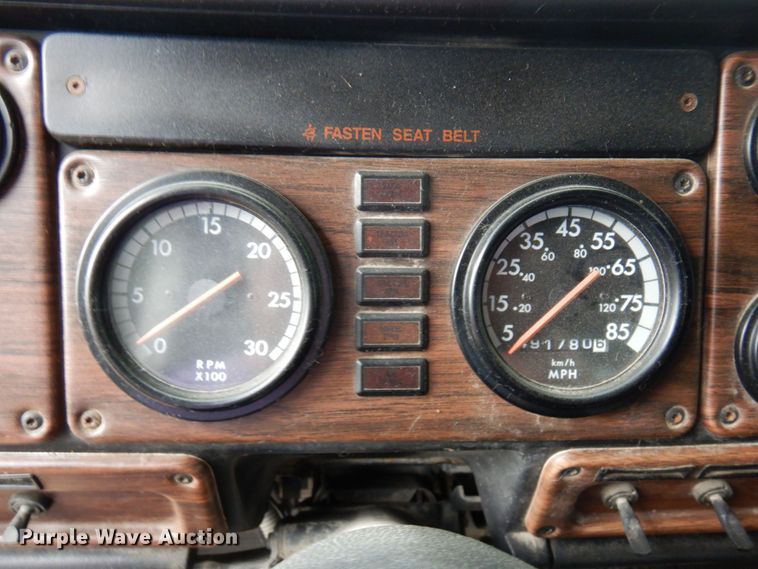 FASTEN SEAT BELT
0 5 10 15 20 25 30
RPM
X100
5 15 25 35 45 55 65 75 85
20 40 60 80 100 120
917806
km/h
MPH
Purple Wave Auction